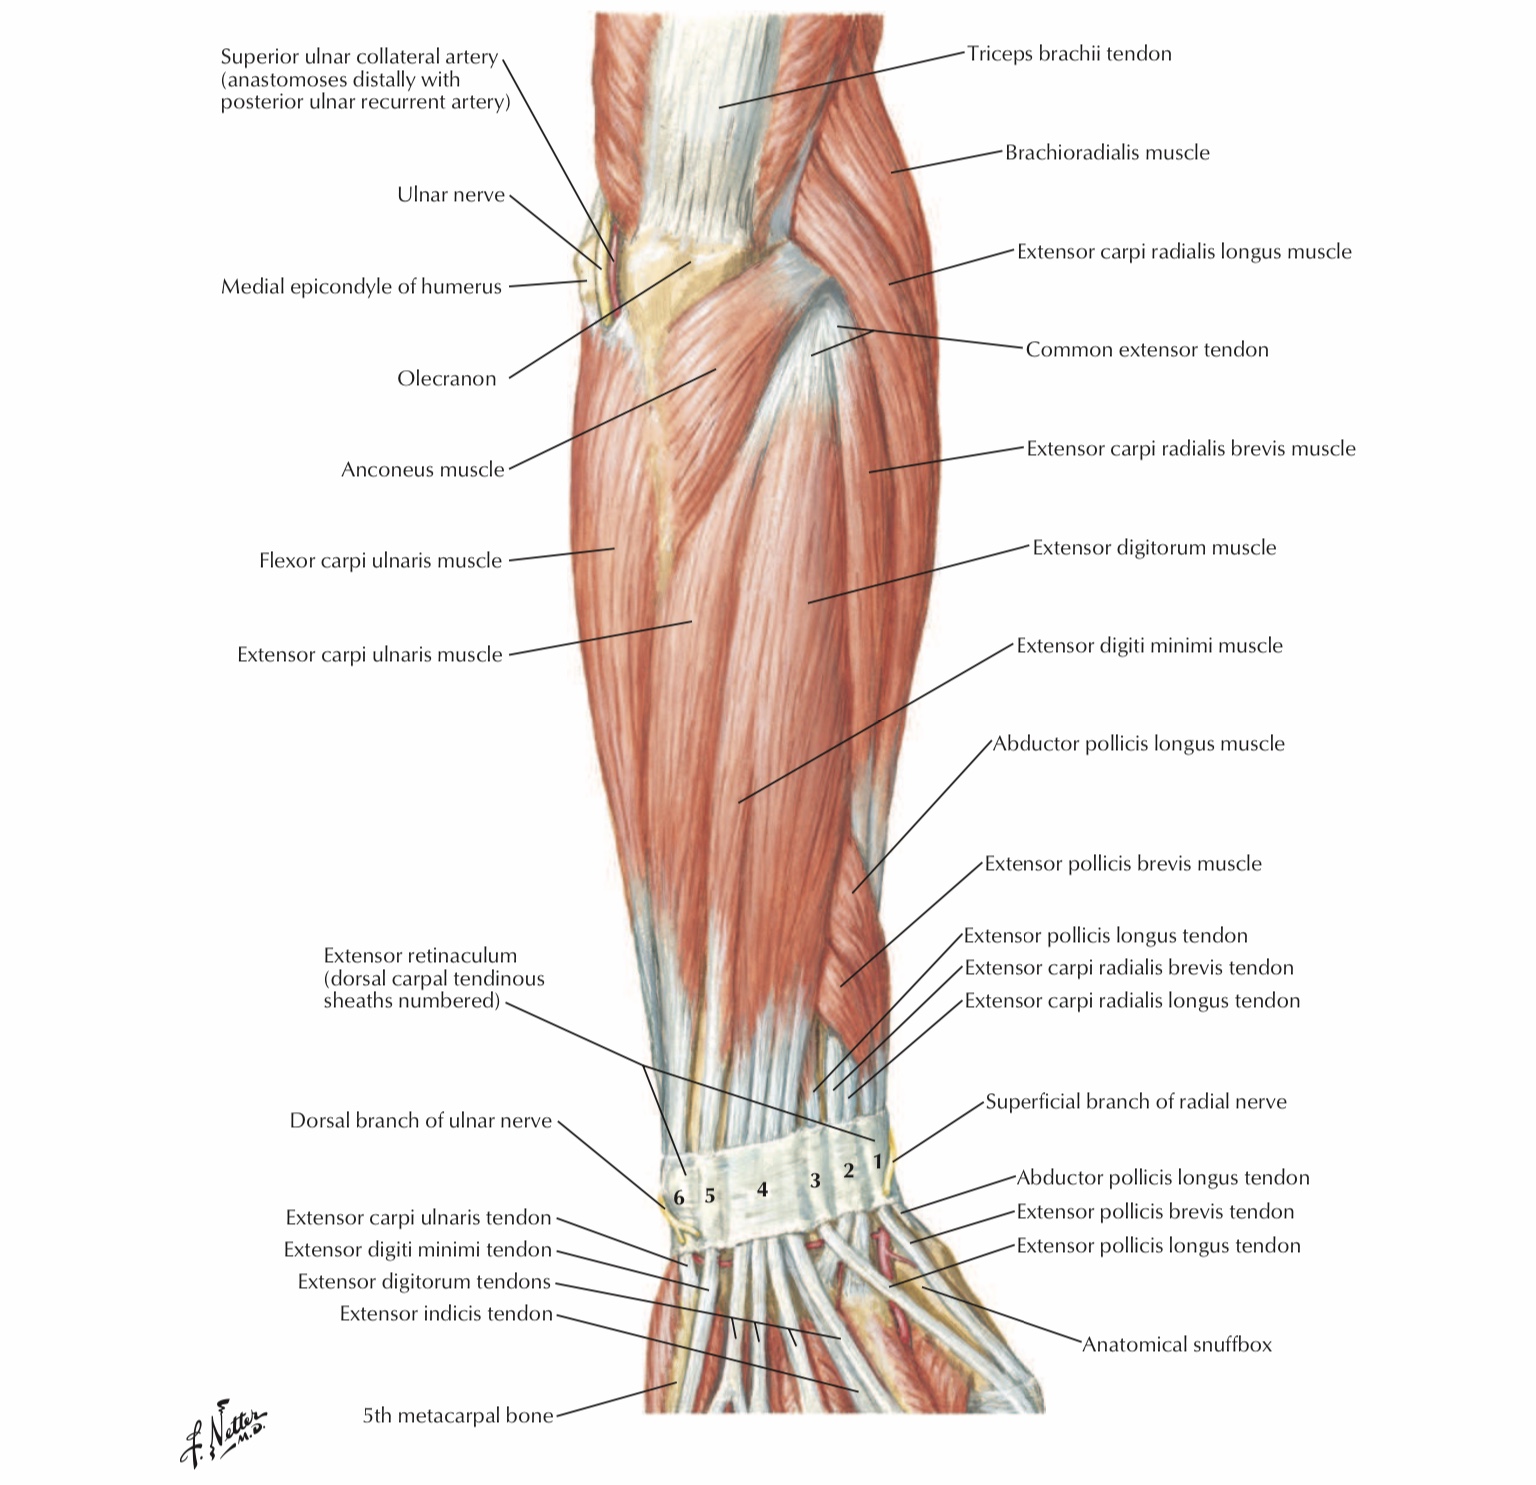 Superior ulnar collateral artery
(anastomoses distally with
posterior ulnar recurrent artery)
Ulnar nerve
Medial epicondyle of humerus
Olecranon
Anconeus muscle
Flexor carpi ulnaris muscle
Extensor carpi ulnaris muscle
Extensor retinaculum
(dorsal carpal tendinous
sheaths numbered)
Dorsal branch of ulnar nerve
Extensor carpi ulnaris tendon
Extensor digiti minimi tendon
Extensor digitorum tendons
Extensor indicis tendon
5th metacarpal bone
Triceps brachii tendon
Brachioradialis muscle
Extensor carpi radialis longus muscle
Common extensor tendon
Extensor carpi radialis brevis muscle
Extensor digitorum muscle
Extensor digiti minimi muscle
Abductor pollicis longus muscle
Extensor pollicis brevis muscle
Extensor pollicis longus tendon
Extensor carpi radialis brevis tendon
Extensor carpi radialis longus tendon
Superficial branch of radial nerve
Abductor pollicis longus tendon
Extensor pollicis brevis tendon
Extensor pollicis longus tendon
Anatomical snuffbox
6 5 4 3 2 1
F. Netter
M.D.